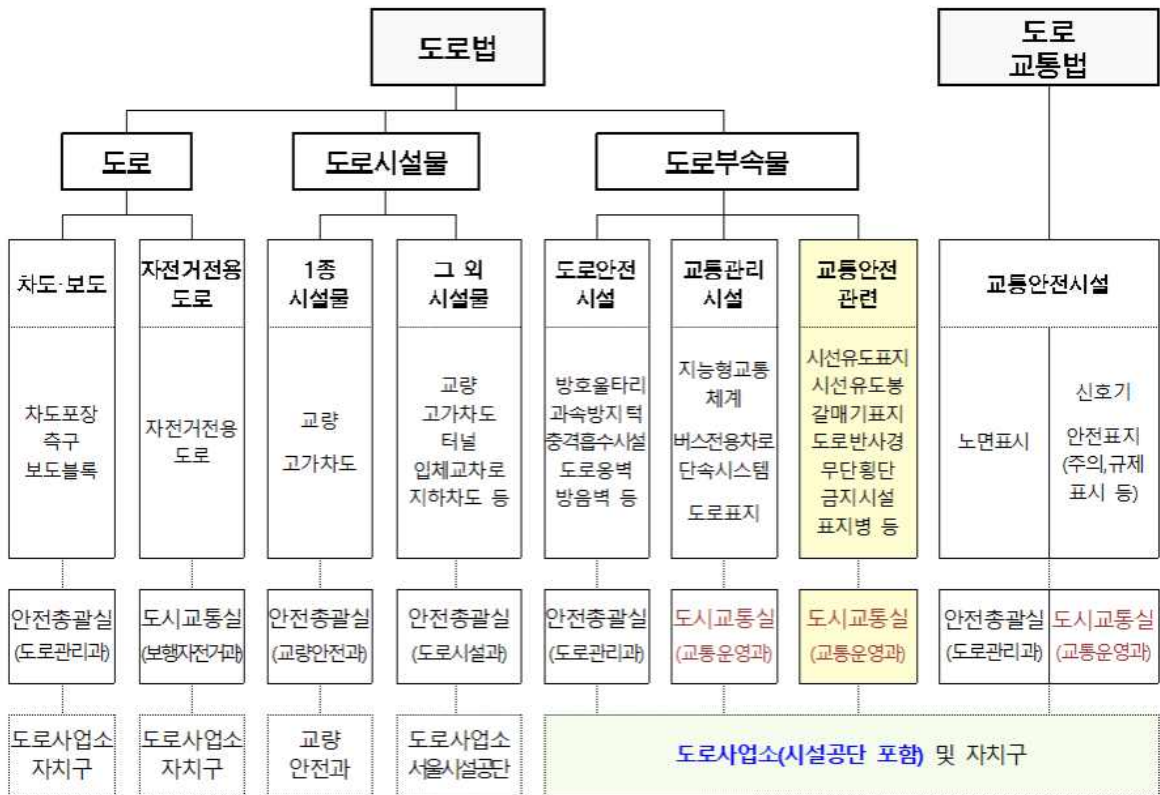 도로법
도로
교통법
도로
도로시설물
도로부속물
차도·보도
자전거전용
도로
1종
시설물
그 외
시설물
도로안전
시설
교통관리
시설
교통안전
관련
교통안전시설
차도포장
측구
보도블록
자전거전용
도로
교량
고가차도
교량
고가차도
터널
입체교차로
지하차도 등
방호울타리
과속방지턱
충격흡수시설
도로옹벽
방음벽 등
지능형교통
체계
버스전용차로
단속시스템
도로표지
시선유도표지
시선유도봉
갈매기표지
도로반사경
무단횡단
금지시설
표지병 등
노면표시
신호기
안전표지
(주의,규제
표시 등)
안전총괄실
(도로관리과)
도시교통실
(보행자전거과)
안전총괄실
(교량안전과)
안전총괄실
(도로시설과)
안전총괄실
(도로관리과)
도시교통실
(교통운영과)
도시교통실
(교통운영과)
안전총괄실
(도로관리과)
도시교통실
(교통운영과)
도로사업소
자치구
도로사업소
자치구
교량
안전과
도로사업소
서울시설공단
도로사업소(시설공단 포함) 및 자치구